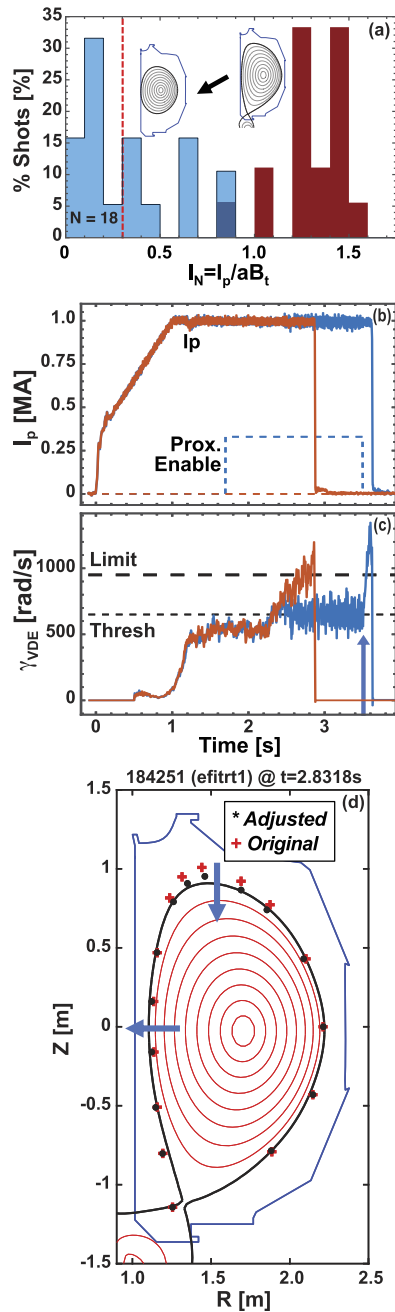 (a)
% Shots [%]
35
30
25
20
15
10
5
0
N = 18
0 0.5 1.0 1.5
I_N=I_p/aB_t
(b)
I_p [MA]
1.0
0.75
0.50
0.25
0
Ip
Prox.
Enable
(c)
γ_VDE [rad/s]
1000
500
0
Limit
Thresh
0 1 2 3
Time [s]
184251 (efitrt1) @ t=2.8318s
(d)
* Adjusted
+ Original
Z [m]
1.5
1
0.5
0
-0.5
-1
-1.5
1.0 1.5 2.0 2.5
R [m]